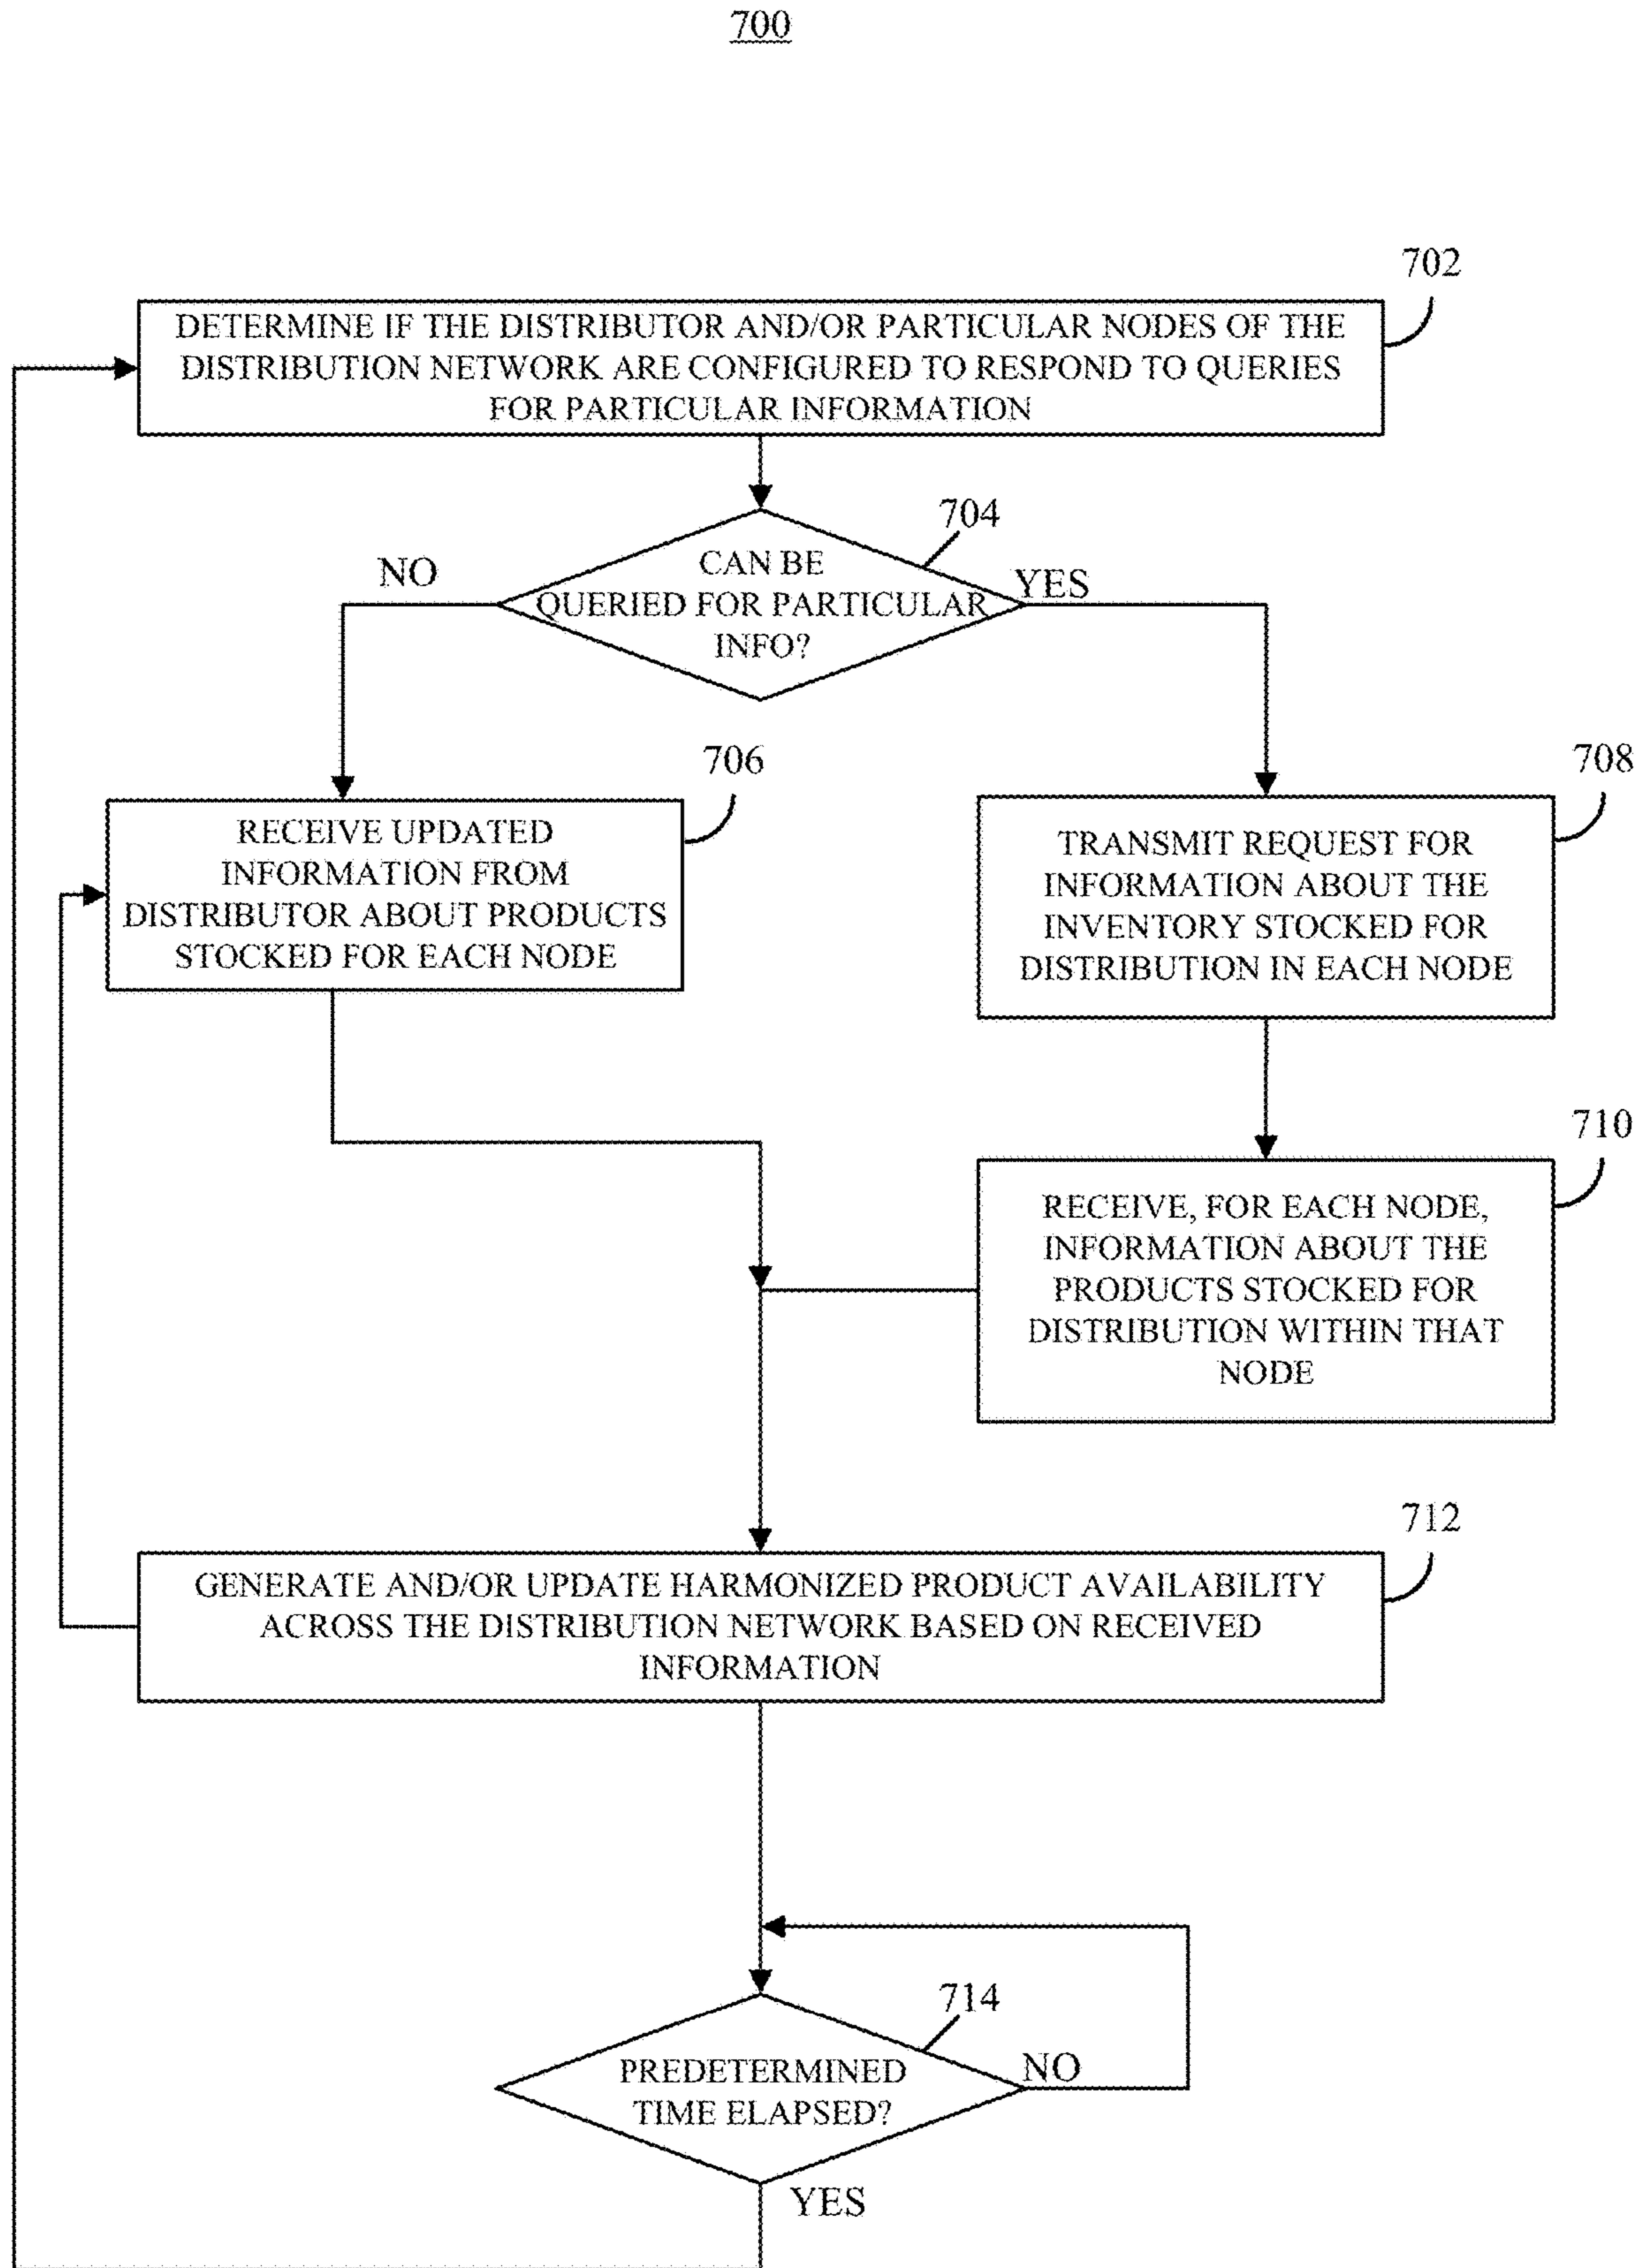 700
702
DETERMINE IF THE DISTRIBUTOR AND/OR PARTICULAR NODES OF THE
DISTRIBUTION NETWORK ARE CONFIGURED TO RESPOND TO QUERIES
FOR PARTICULAR INFORMATION
704
NO
CAN BE
QUERIED FOR PARTICULAR
INFO?
YES
706
RECEIVE UPDATED
INFORMATION FROM
DISTRIBUTOR ABOUT PRODUCTS
STOCKED FOR EACH NODE
708
TRANSMIT REQUEST FOR
INFORMATION ABOUT THE
INVENTORY STOCKED FOR
DISTRIBUTION IN EACH NODE
710
RECEIVE, FOR EACH NODE,
INFORMATION ABOUT THE
PRODUCTS STOCKED FOR
DISTRIBUTION WITHIN THAT
NODE
712
GENERATE AND/OR UPDATE HARMONIZED PRODUCT AVAILABILITY
ACROSS THE DISTRIBUTION NETWORK BASED ON RECEIVED
INFORMATION
714
PREDETERMINED
TIME ELAPSED?
NO
YES